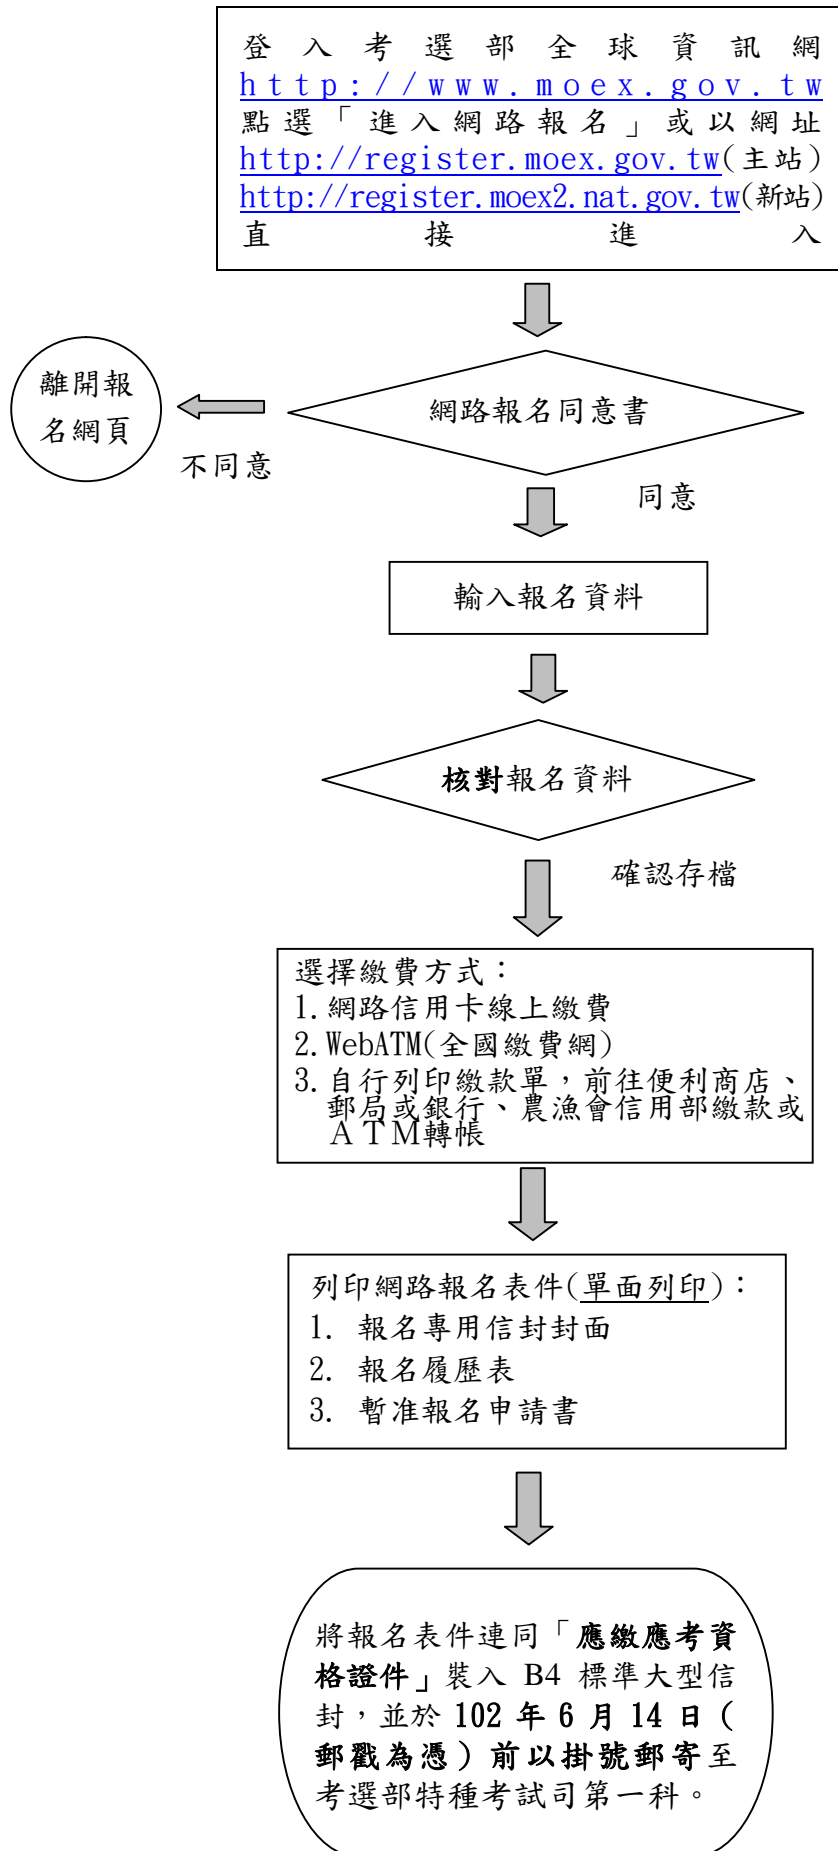 登入考選部全球資訊網
http://www.moex.gov.tw
點選「進入網路報名」或以網址
http://register.moex.gov.tw(主站)
http://register.moex2.nat.gov.tw(新站)
直接進入
離開報
名網頁
網路報名同意書
不同意
同意
輸入報名資料
核對報名資料
確認存檔
選擇繳費方式：
1.網路信用卡線上繳費
2.WebATM(全國繳費網)
3.自行列印繳款單，前往便利商店、
郵局或銀行、農漁會信用部繳款或
ＡＴＭ轉帳
列印網路報名表件(單面列印)：
1. 報名專用信封封面
2. 報名履歷表
3. 暫准報名申請書
將報名表件連同「應繳應考資
格證件」裝入 B4 標準大型信
封，並於 102 年 6 月 14 日（
郵戳為憑）前以掛號郵寄至
考選部特種考試司第一科。